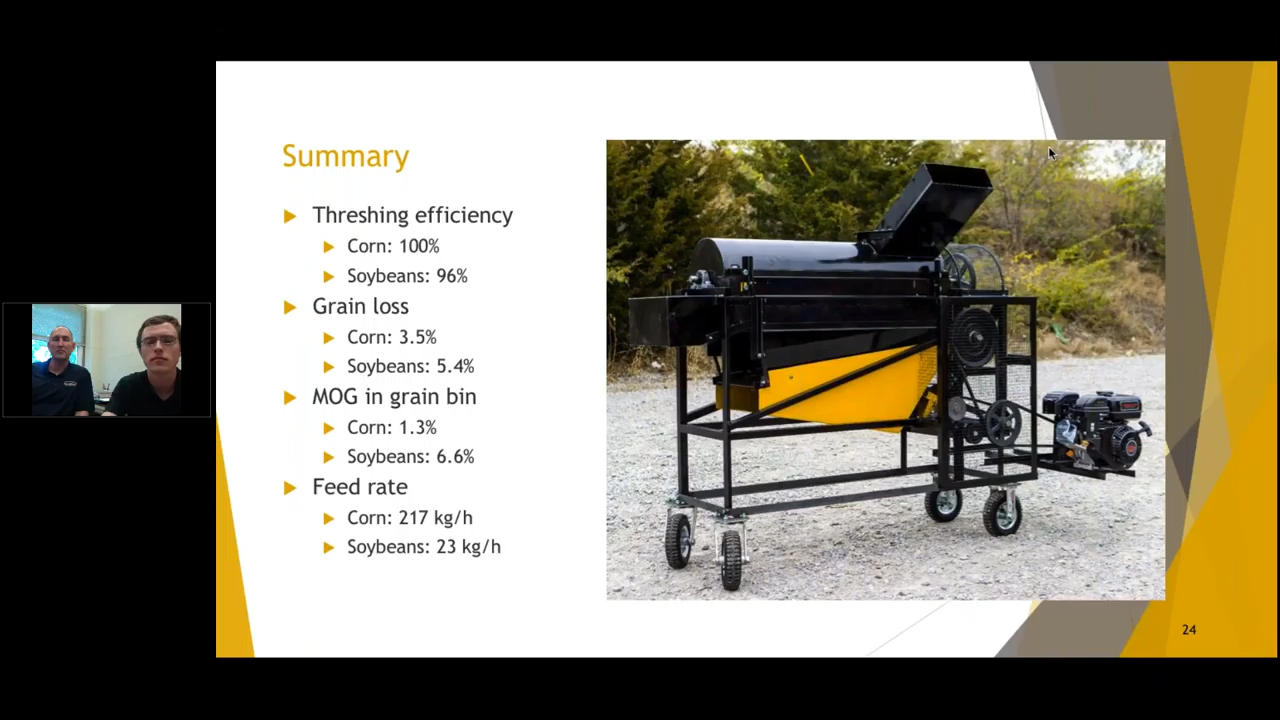 Summary
Threshing efficiency
Corn: 100%
Soybeans: 96%
Grain loss
Corn: 3.5%
Soybeans: 5.4%
MOG in grain bin
Corn: 1.3%
Soybeans: 6.6%
Feed rate
Corn: 217 kg/h
Soybeans: 23 kg/h
24